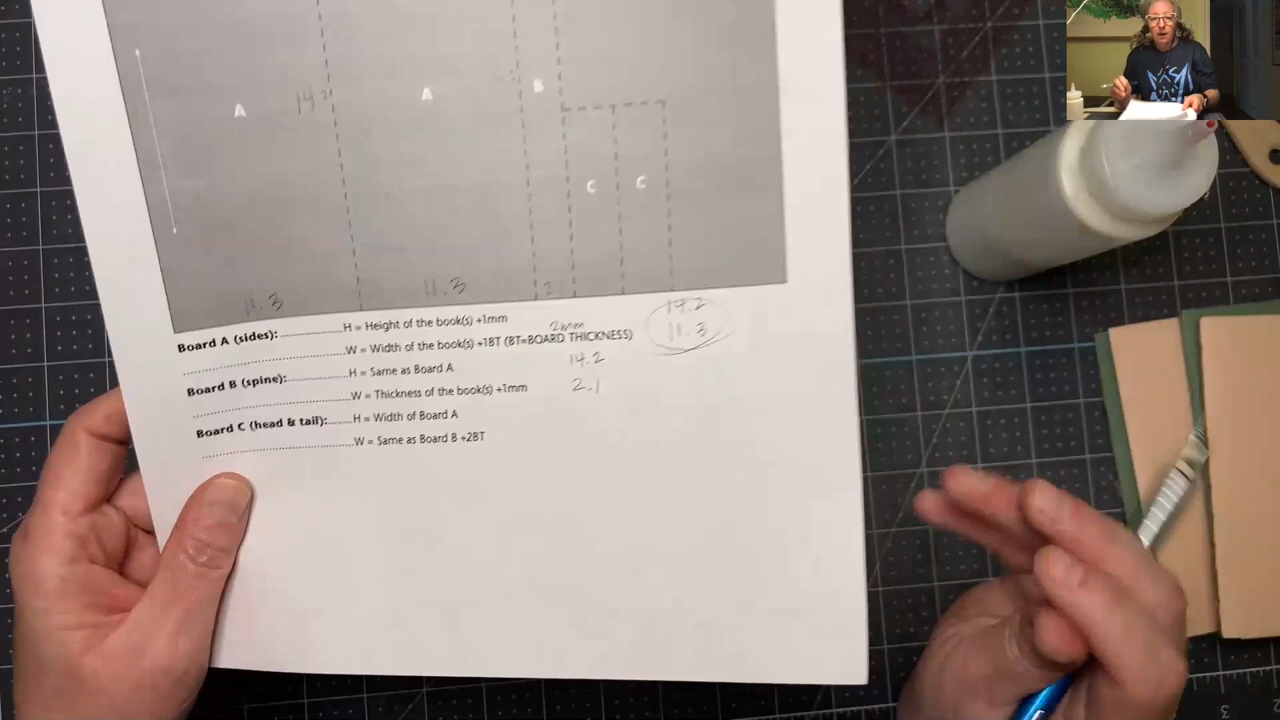 B
A
A
14.2
C
C
11.3
11.3
2
Board A (sides):....................H = Height of the book(s) +1mm
14.2
2mm
......................................................W = Width of the book(s) +1BT (BT=BOARD THICKNESS)
11.3
Board B (spine):....................H = Same as Board A
14.2
......................................................W = Thickness of the book(s) +1mm
2.1
Board C (head & tail):.........H = Width of Board A
......................................................W = Same as Board B +2BT
3